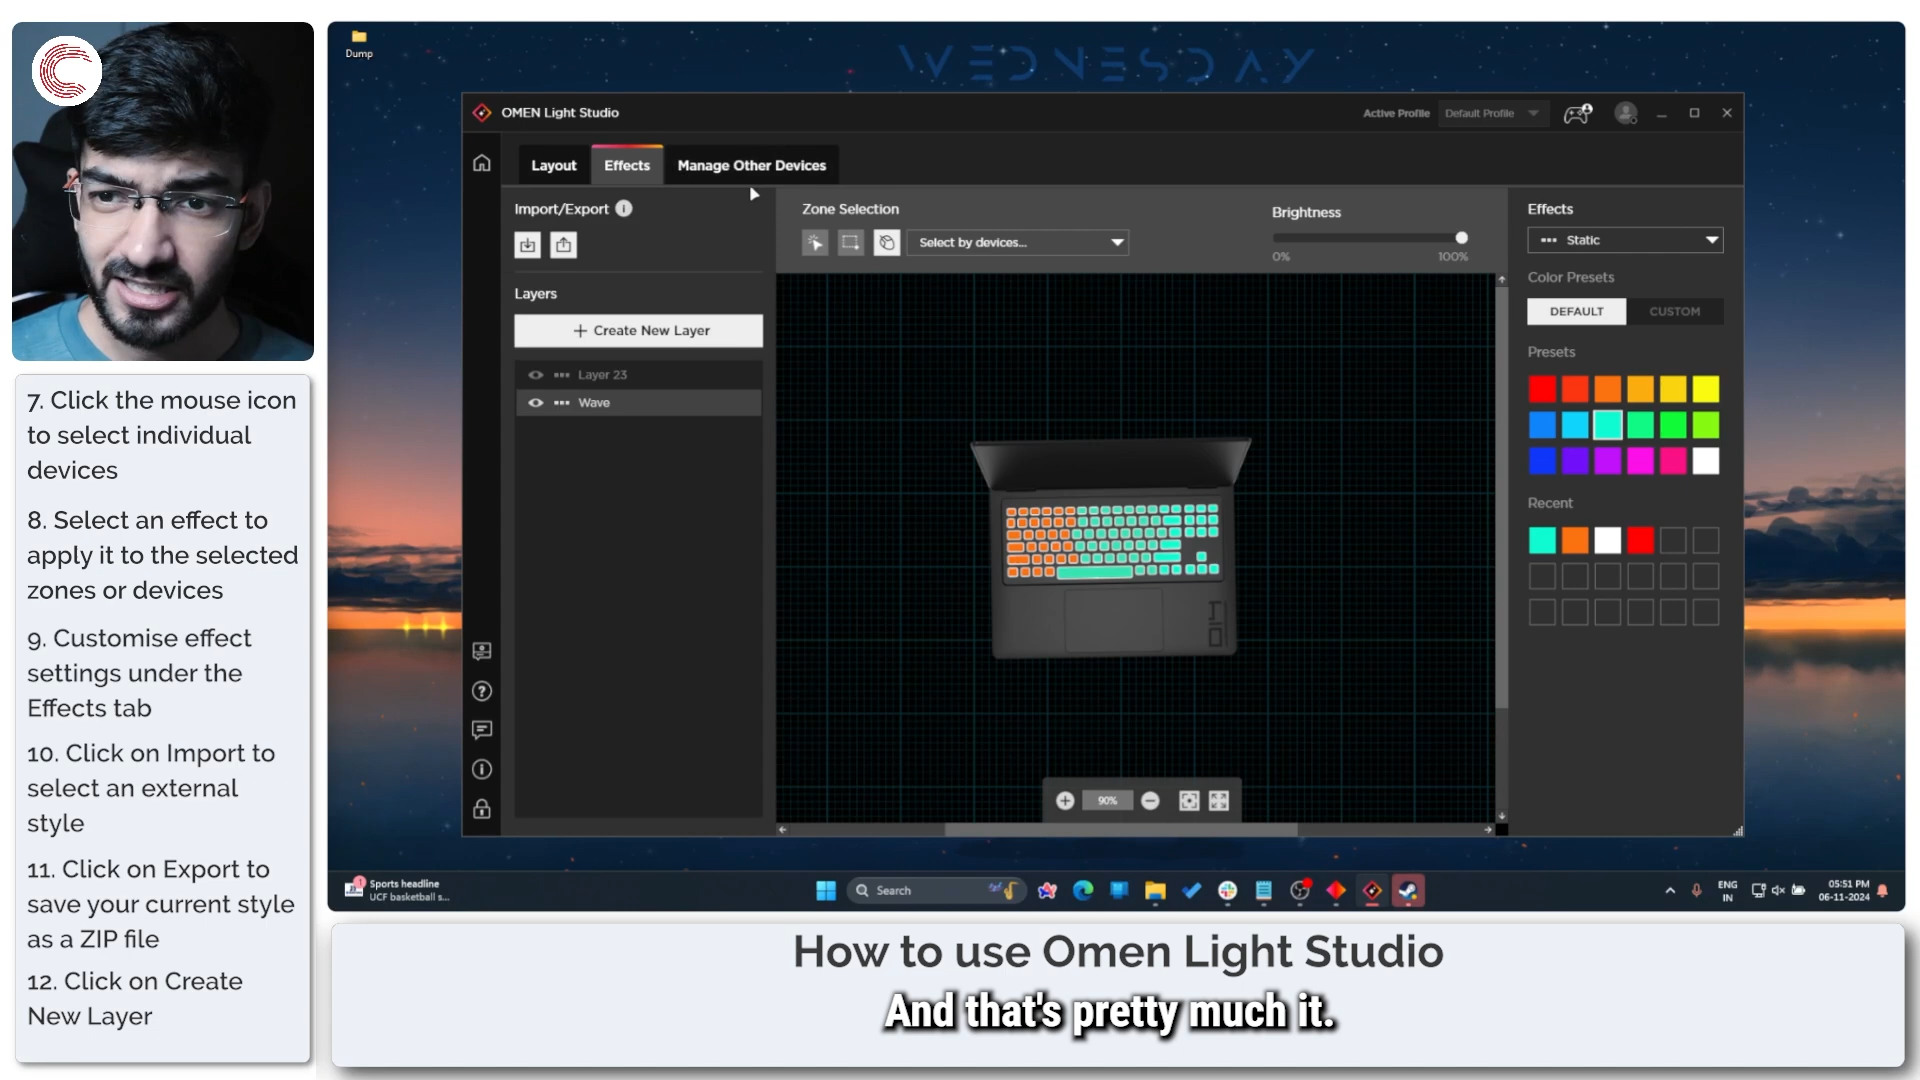 Dump
WEDNESDAY
OMEN Light Studio
Active Profile
Default Profile
Layout
Effects
Manage Other Devices
Import/Export
Zone Selection
Select by devices...
Brightness
0%
100%
Effects
Static
Color Presets
DEFAULT
CUSTOM
Presets
Recent
Layers
+ Create New Layer
Layer 23
Wave
90%
7. Click the mouse icon
to select individual
devices
8. Select an effect to
apply it to the selected
zones or devices
9. Customise effect
settings under the
Effects tab
10. Click on Import to
select an external
style
11. Click on Export to
save your current style
as a ZIP file
12. Click on Create
New Layer
1
Sports headline
UCF basketball s...
Search
ENG
IN
05:51 PM
06-11-2024
How to use Omen Light Studio
And that's pretty much it.